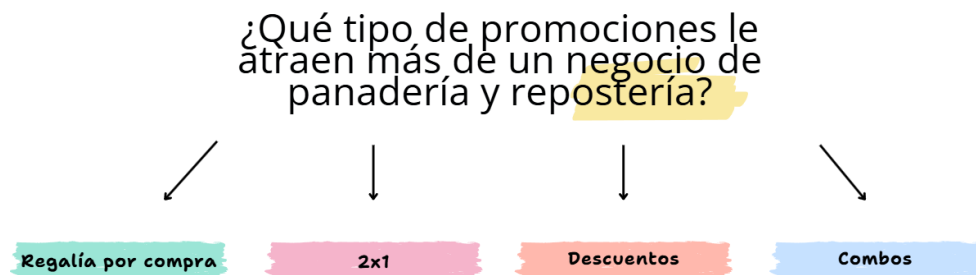 ¿Qué tipo de promociones le
atraen más de un negocio de
panadería y repostería?
Regalía por compra
2x1
Descuentos
Combos